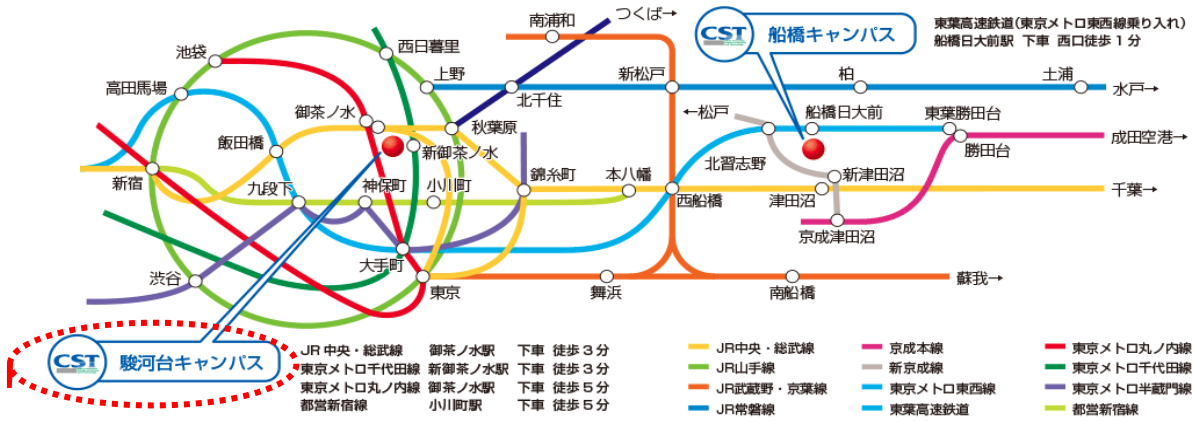 南浦和
つくば→
CST
船橋キャンパス
東葉高速鉄道(東京メトロ東西線乗り入れ)
船橋日大前駅 下車 西口徒歩1分
池袋
西日暮里
高田馬場
上野
北千住
新松戸
柏
土浦
水戸→
御茶ノ水
秋葉原
←松戸
船橋日大前
東葉勝田台
飯田橋
新御茶ノ水
北習志野
勝田台
成田空港→
新宿
九段下
神保町
小川町
錦糸町
本八幡
西船橋
新津田沼
津田沼
千葉→
京成津田沼
大手町
渋谷
東京
舞浜
南船橋
蘇我→
CST
駿河台キャンパス
JR中央・総武線 御茶ノ水駅 下車 徒歩3分
東京メトロ千代田線 新御茶ノ水駅 下車 徒歩3分
東京メトロ丸ノ内線 御茶ノ水駅 下車 徒歩5分
都営新宿線 小川町駅 下車 徒歩5分
JR中央・総武線
JR山手線
JR武蔵野・京葉線
JR常磐線
京成本線
新京成線
東京メトロ東西線
東葉高速鉄道
東京メトロ丸ノ内線
東京メトロ千代田線
東京メトロ半蔵門線
都営新宿線